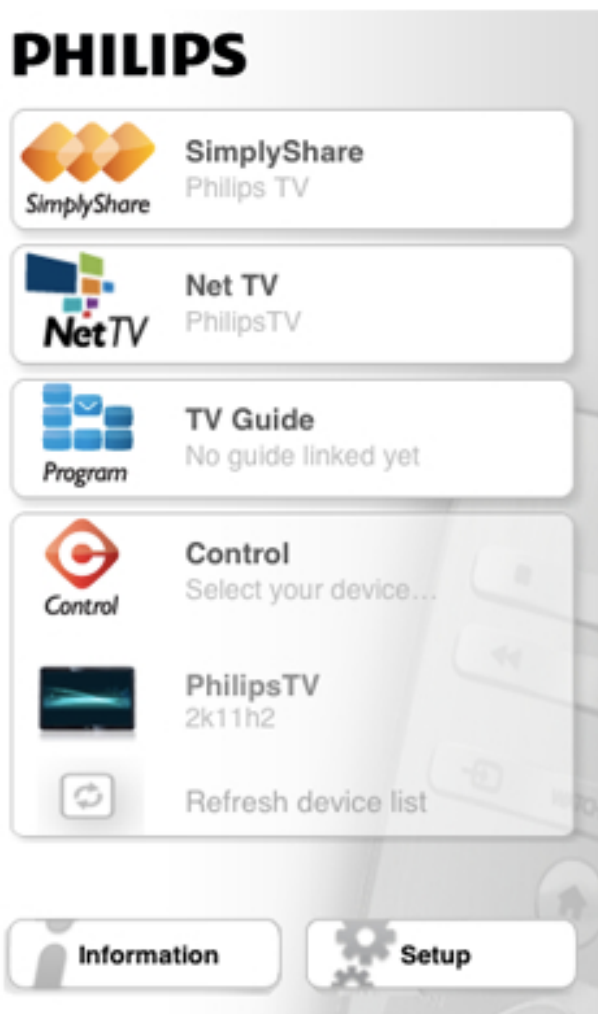 PHILIPS
SimplyShare
Philips TV
SimplyShare
Net TV
PhilipsTV
NetTV
TV Guide
No guide linked yet
Program
Control
Select your device...
Control
PhilipsTV
2k11h2
Refresh device list
Information
Setup